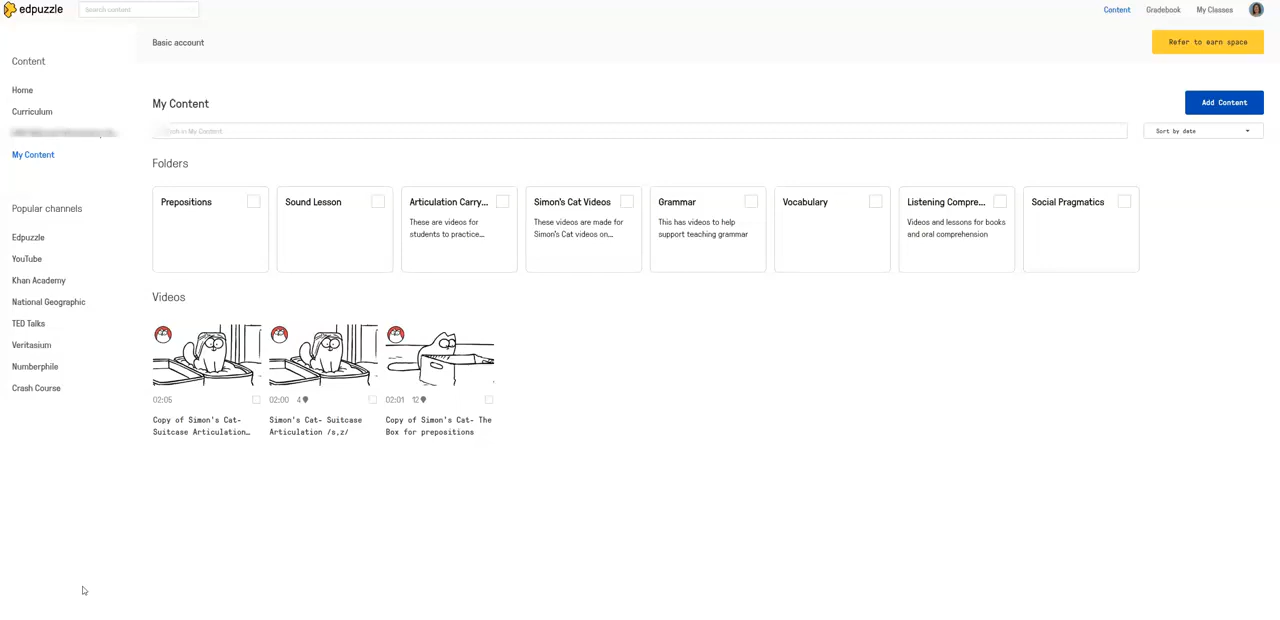 edpuzzle
Search content
Content
Gradebook
My Classes
Basic account
Refer to earn space
Content
Home
Curriculum
My Content
Popular channels
Edpuzzle
YouTube
Khan Academy
National Geographic
TED Talks
Veritasium
Numberphile
Crash Course
My Content
Add Content
in My Content
Sort by date
Folders
Prepositions
Sound Lesson
Articulation Carry...
These are videos for
students to practice...
Simon's Cat Videos
These videos are made for
Simon's Cat videos on...
Grammar
This has videos to help
support teaching grammar
Vocabulary
Listening Compre...
Videos and lessons for books
and oral comprehension
Social Pragmatics
Videos
02:05
Copy of Simon's Cat-
Suitcase Articulation…
02:00 4
Simon's Cat- Suitcase
Articulation /s,z/
02:01 12
Copy of Simon's Cat- The
Box for prepositions